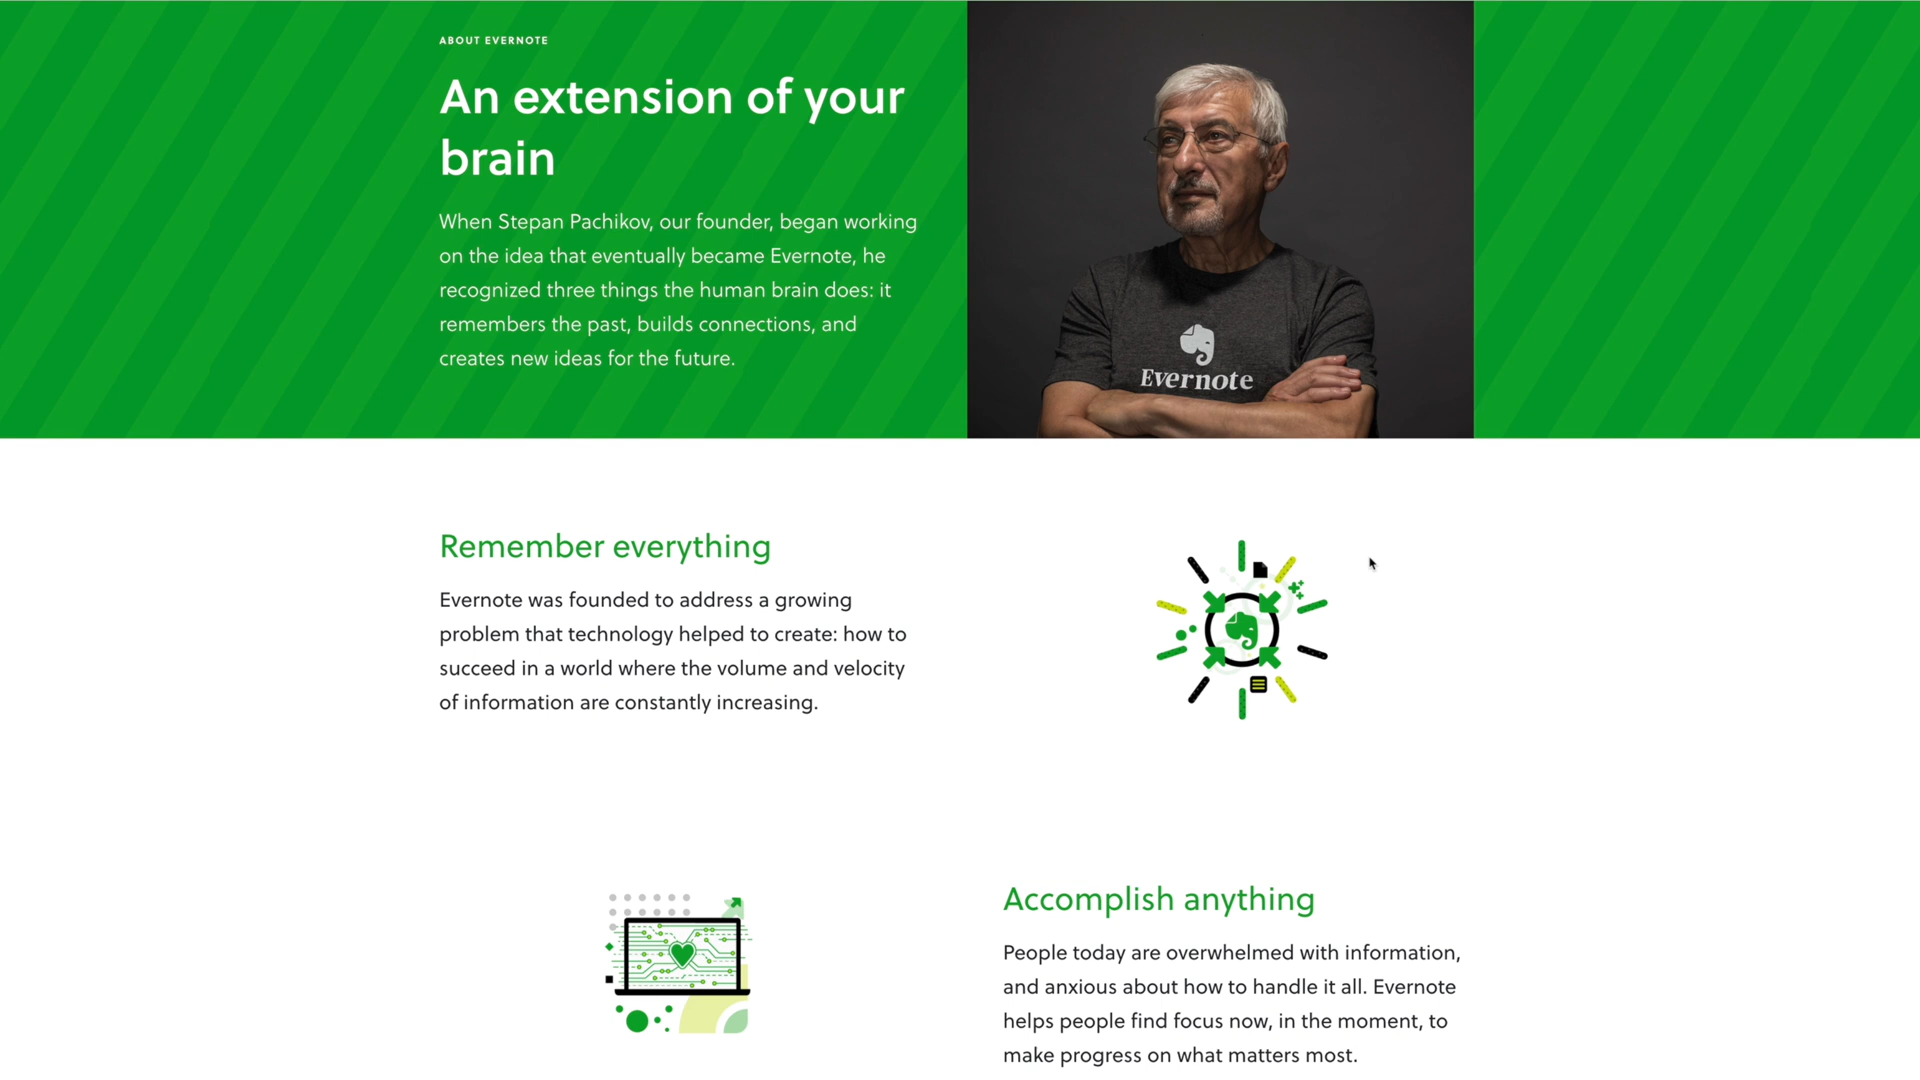 ABOUT EVERNOTE
An extension of your
brain
When Stepan Pachikov, our founder, began working
on the idea that eventually became Evernote, he
recognized three things the human brain does: it
remembers the past, builds connections, and
creates new ideas for the future.
Evernote
Remember everything
Evernote was founded to address a growing
problem that technology helped to create: how to
succeed in a world where the volume and velocity
of information are constantly increasing.
Accomplish anything
People today are overwhelmed with information,
and anxious about how to handle it all. Evernote
helps people find focus now, in the moment, to
make progress on what matters most.